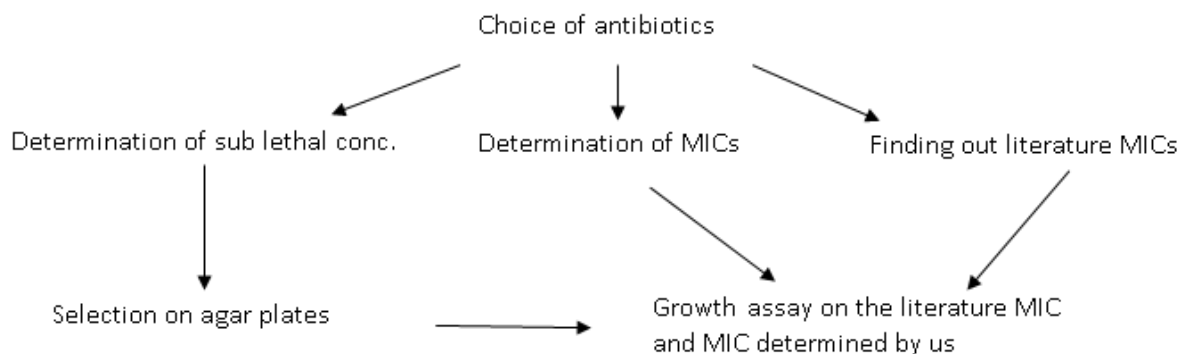 Choice of antibiotics
Determination of sub lethal conc.
Determination of MICs
Finding out literature MICs
Selection on agar plates
Growth assay on the literature MIC
and MIC determined by us